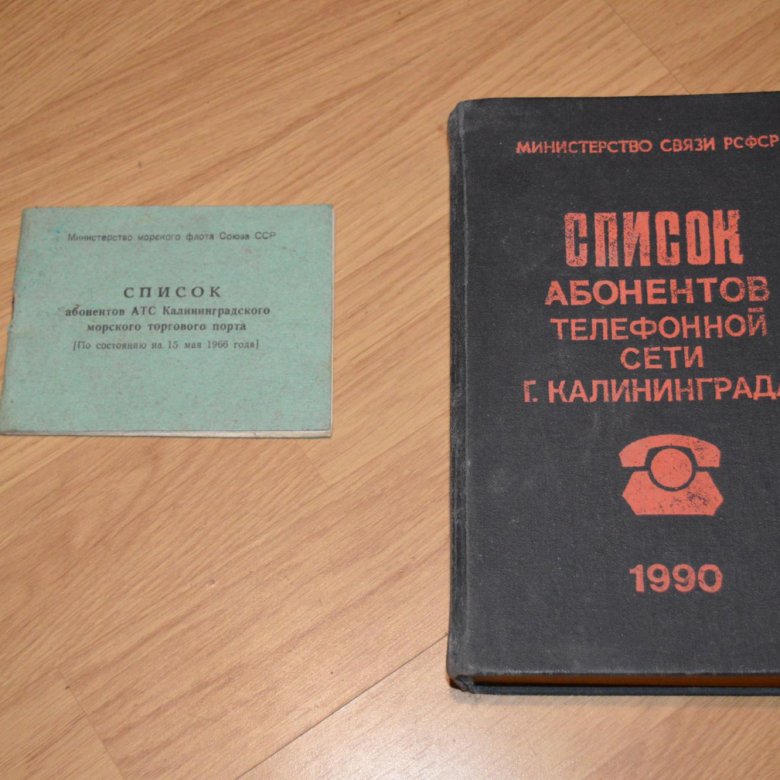 Министерство морского флота Союза ССР
СПИСОК
абонентов АТС Калининградского
морского торгового порта
[По состоянию на 15 мая 1966 года]
МИНИСТЕРСТВО СВЯЗИ РСФСР
СПИСОК
АБОНЕНТОВ
ТЕЛЕФОННОЙ
СЕТИ
Г. КАЛИНИНГРАДА
1990